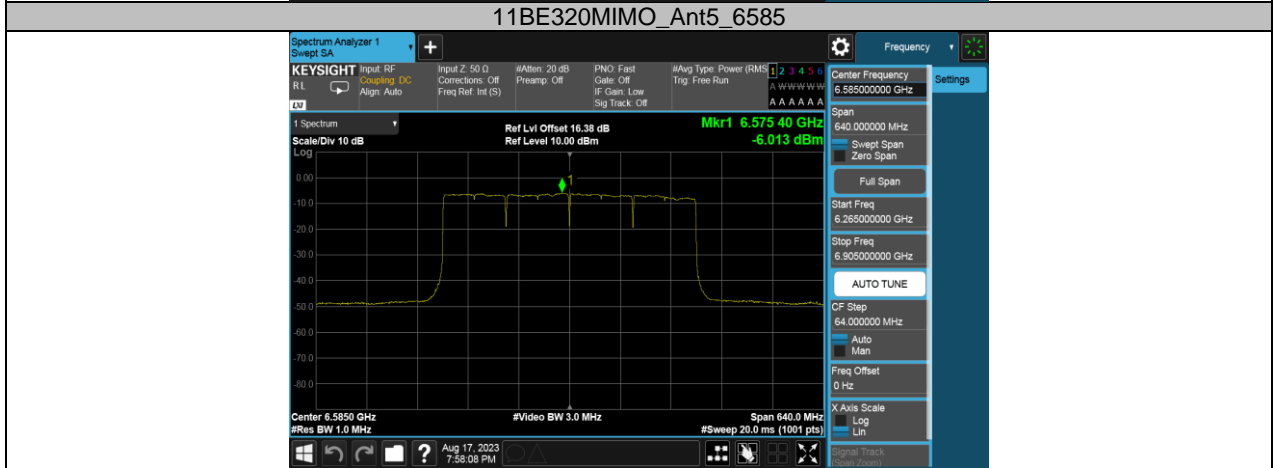 11BE320MIMO_Ant5_6585
Spectrum Analyzer 1
Swept SA
+
Frequency
KEYSIGHT
RL
LXI
Input: RF
Coupling: DC
Align: Auto
Input Z: 50 Ω
Corrections: Off
Freq Ref: Int (S)
#Atten: 20 dB
Preamp: Off
PNO: Fast
Gate: Off
IF Gain: Low
Sig Track: Off
#Avg Type: Power (RMS
Trig: Free Run
1 2 3 4 5 6
A W W W W W
A A A A A A
Center Frequency
6.585000000 GHz
Settings
Span
640.000000 MHz
Swept Span
Zero Span
Full Span
Start Freq
6.265000000 GHz
Stop Freq
6.905000000 GHz
AUTO TUNE
CF Step
64.000000 MHz
Auto
Man
Freq Offset
0 Hz
X Axis Scale
Log
Lin
Signal Track
(Span Zoom)
1 Spectrum
Scale/Div 10 dB
Log
Ref Lvl Offset 16.38 dB
Ref Level 10.00 dBm
Mkr1 6.575 40 GHz
-6.013 dBm
1
0.00
-10.0
-20.0
-30.0
-40.0
-50.0
-60.0
-70.0
-80.0
Center 6.5850 GHz
#Res BW 1.0 MHz
#Video BW 3.0 MHz
Span 640.0 MHz
#Sweep 20.0 ms (1001 pts)
?
Aug 17, 2023
7:58:08 PM